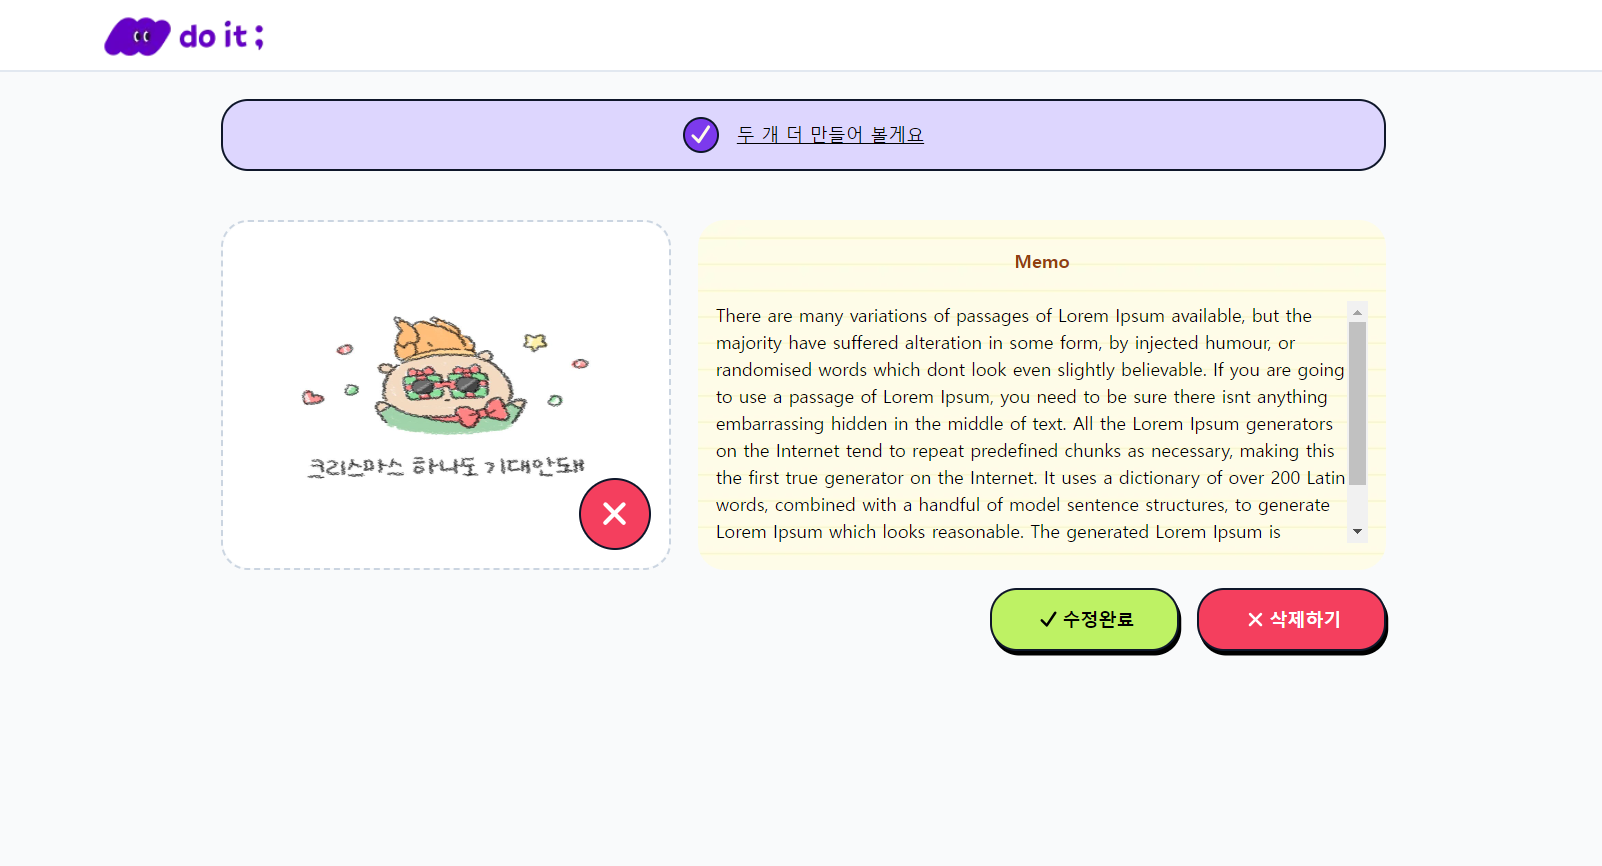 do it ;
두 개 더 만들어 볼게요
크리스마스 하나도 기대안돼
Memo
There are many variations of passages of Lorem Ipsum available, but the
majority have suffered alteration in some form, by injected humour, or
randomised words which dont look even slightly believable. If you are going
to use a passage of Lorem Ipsum, you need to be sure there isnt anything
embarrassing hidden in the middle of text. All the Lorem Ipsum generators
on the Internet tend to repeat predefined chunks as necessary, making this
the first true generator on the Internet. It uses a dictionary of over 200 Latin
words, combined with a handful of model sentence structures, to generate
Lorem Ipsum which looks reasonable. The generated Lorem Ipsum is
수정완료
삭제하기